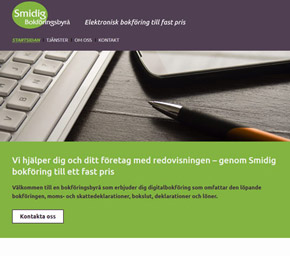 Smidig
Bokföringsbyrå
Elektronisk bokföring till fast pris
STARTSIDAN
TJÄNSTER
OM OSS
KONTAKT
Vi hjälper dig och ditt företag med redovisningen – genom Smidig
bokföring till ett fast pris
Välkommen till en bokföringsbyrå som erbjuder dig digitalbokföring som omfattar den löpande
bokföringen, moms- och skattedeklarationer, bokslut, deklarationer och löner.
Kontakta oss